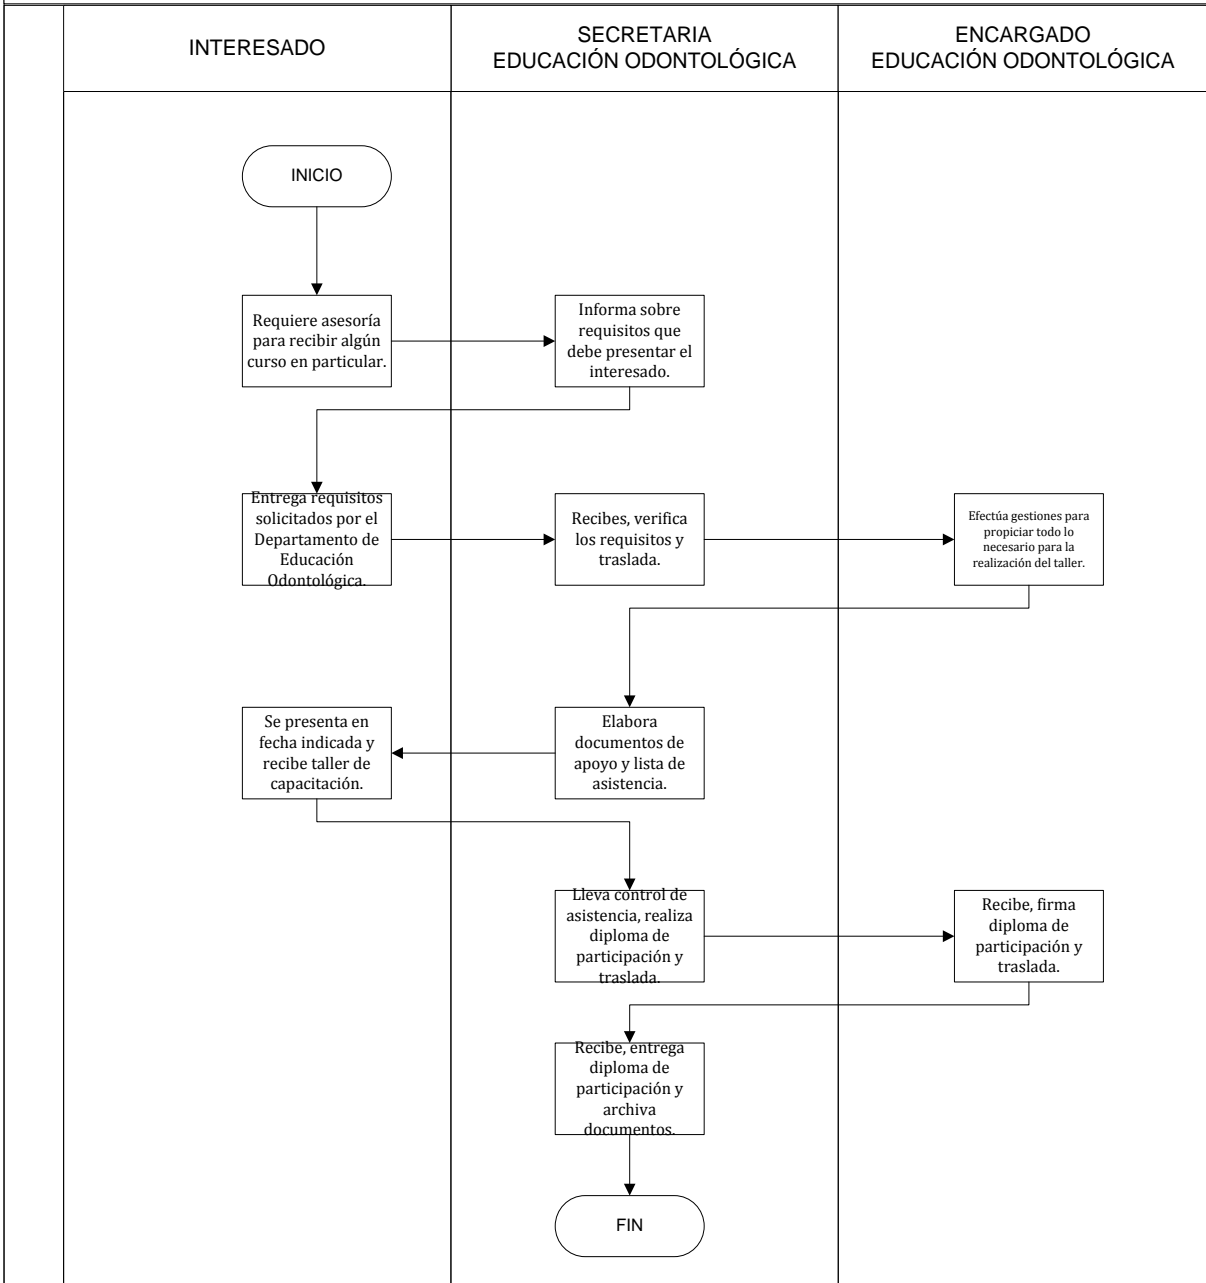 INTERESADO
SECRETARIA
EDUCACIÓN ODONTOLÓGICA
ENCARGADO
EDUCACIÓN ODONTOLÓGICA
INICIO
Requiere asesoría
para recibir algún
curso en particular.
Informa sobre
requisitos que
debe presentar el
interesado.
Entrega requisitos
solicitados por el
Departamento de
Educación
Odontológica.
Recibes, verifica
los requisitos y
traslada.
Efectúa gestiones para
propiciar todo lo
necesario para la
realización del taller.
Se presenta en
fecha indicada y
recibe taller de
capacitación.
Elabora
documentos de
apoyo y lista de
asistencia.
Lleva control de
asistencia, realiza
diploma de
participación y
traslada.
Recibe, firma
diploma de
participación y
traslada.
Recibe, entrega
diploma de
participación y
archiva
documentos.
FIN